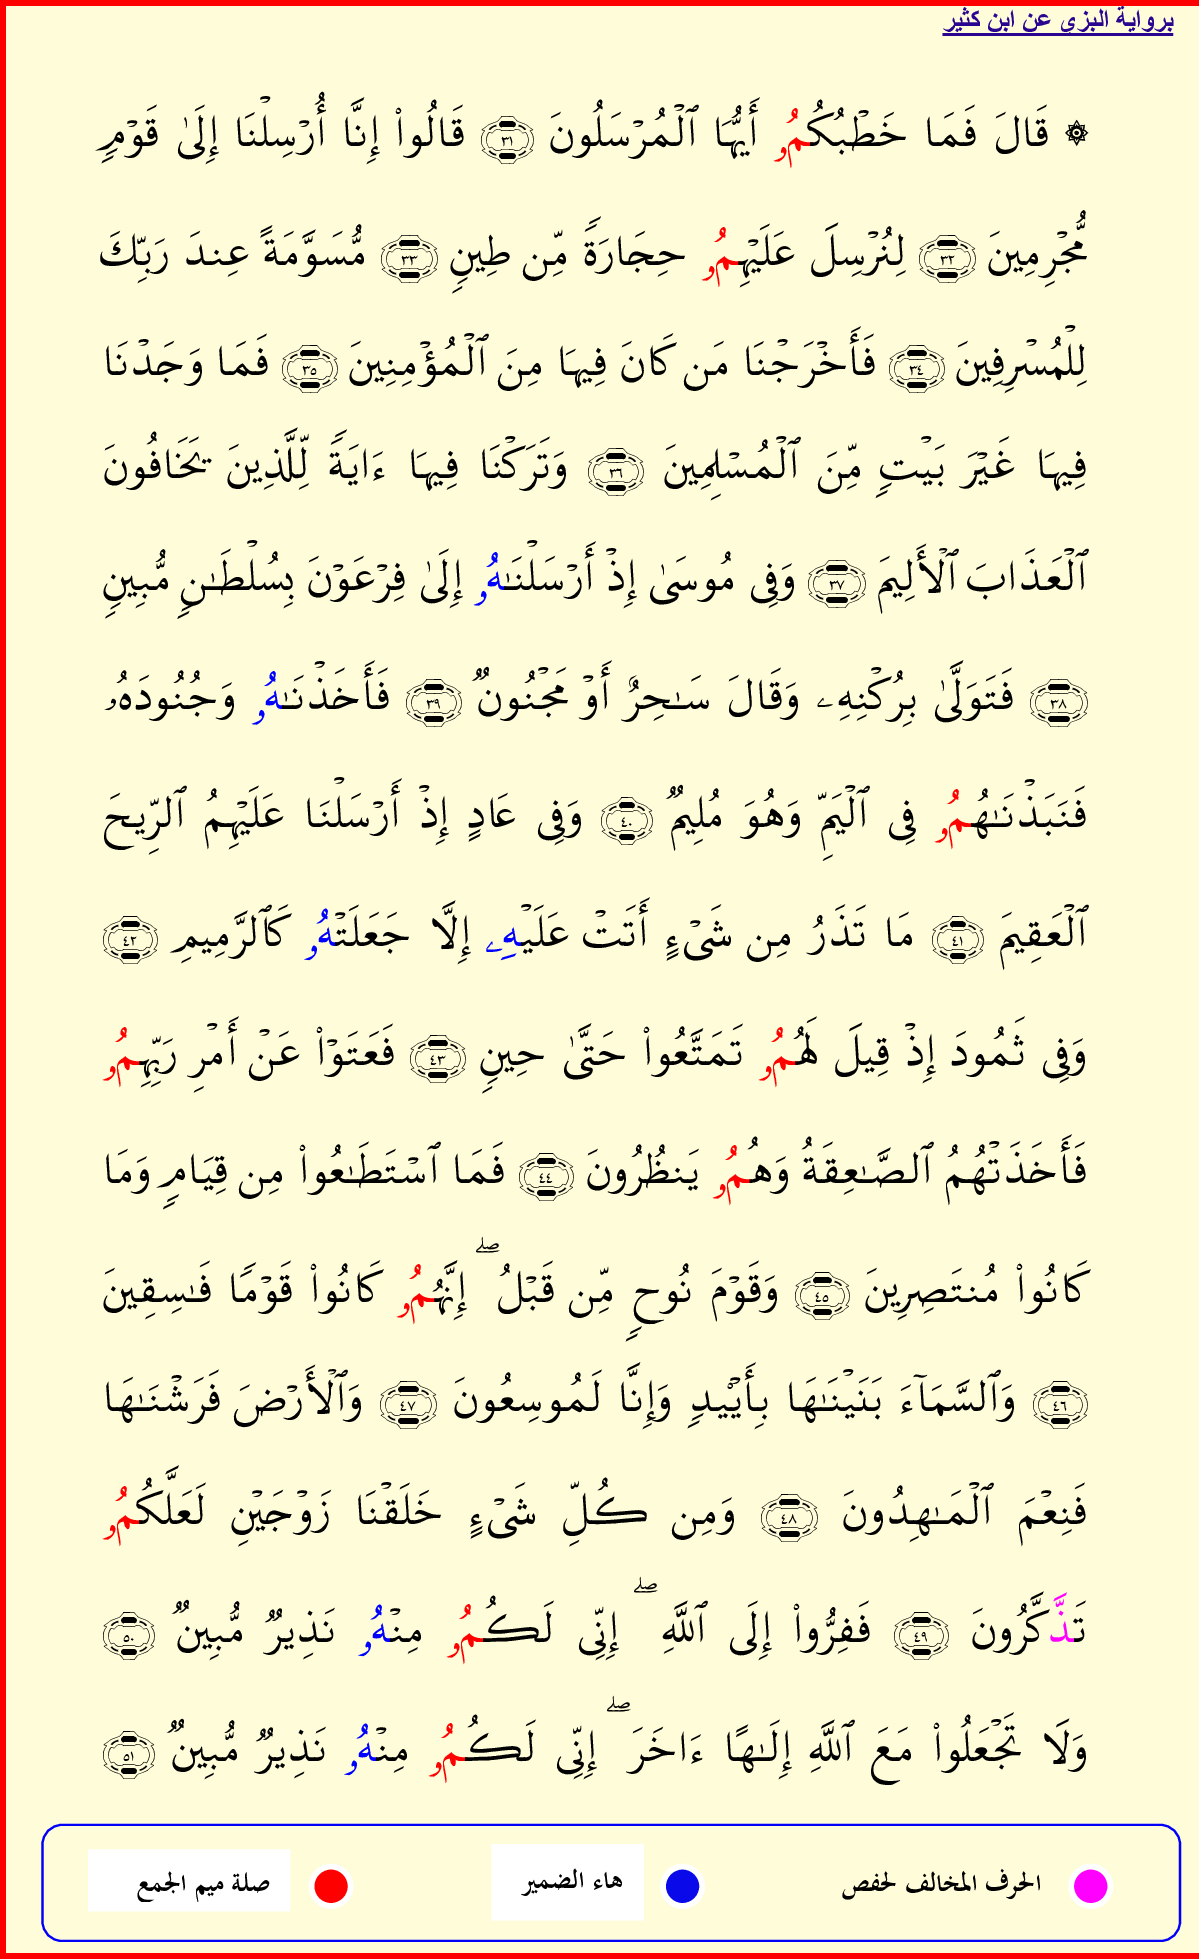 برواية البزي عن ابن كثير
۞ قَالَ فَمَا خَطْبُكُمُۥ أَيُّهَا ٱلْمُرْسَلُونَ ٣١ قَالُوا۟ إِنَّا أُرْسِلْنَا إِلَىٰ قَوْمٍ
مُّجْرِمِينَ ٣٢ لِنُرْسِلَ عَلَيْهِمُۥ حِجَارَةً مِّن طِينٍ ٣٣ مُّسَوَّمَةً عِندَ رَبِّكَ
لِلْمُسْرِفِينَ ٣٤ فَأَخْرَجْنَا مَن كَانَ فِيهَا مِنَ ٱلْمُؤْمِنِينَ ٣٥ فَمَا وَجَدْنَا
فِيهَا غَيْرَ بَيْتٍ مِّنَ ٱلْمُسْلِمِينَ ٣٦ وَتَرَكْنَا فِيهَا ءَايَةً لِّلَّذِينَ يَخَافُونَ
ٱلْعَذَابَ ٱلْأَلِيمَ ٣٧ وَفِى مُوسَىٰ إِذْ أَرْسَلْنَـٰهُۥ إِلَىٰ فِرْعَوْنَ بِسُلْطَـٰنٍ مُّبِينٍ
٣٨ فَتَوَلَّىٰ بِرُكْنِهِۦ وَقَالَ سَـٰحِرٌ أَوْ مَجْنُونٌ ٣٩ فَأَخَذْنَـٰهُۥ وَجُنُودَهُۥ
فَنَبَذْنَـٰهُمُۥ فِى ٱلْيَمِّ وَهُوَ مُلِيمٌ ٤٠ وَفِى عَادٍ إِذْ أَرْسَلْنَا عَلَيْهِمُ ٱلرِّيحَ
ٱلْعَقِيمَ ٤١ مَا تَذَرُ مِن شَىْءٍ أَتَتْ عَلَيْهِۦ إِلَّا جَعَلَتْهُۥ كَٱلرَّمِيمِ ٤٢
وَفِى ثَمُودَ إِذْ قِيلَ لَهُمُۥ تَمَتَّعُوا۟ حَتَّىٰ حِينٍ ٤٣ فَعَتَوْا۟ عَنْ أَمْرِ رَبِّهِمُۥ
فَأَخَذَتْهُمُ ٱلصَّـٰعِقَةُ وَهُمُۥ يَنظُرُونَ ٤٤ فَمَا ٱسْتَطَـٰعُوا۟ مِن قِيَامٍ وَمَا
كَانُوا۟ مُنتَصِرِينَ ٤٥ وَقَوْمَ نُوحٍ مِّن قَبْلُ ۖ إِنَّهُمُۥ كَانُوا۟ قَوْمًا فَـٰسِقِينَ
٤٦ وَٱلسَّمَآءَ بَنَيْنَـٰهَا بِأَيْي۟دٍ وَإِنَّا لَمُوسِعُونَ ٤٧ وَٱلْأَرْضَ فَرَشْنَـٰهَا
فَنِعْمَ ٱلْمَـٰهِدُونَ ٤٨ وَمِن كُلِّ شَىْءٍ خَلَقْنَا زَوْجَيْنِ لَعَلَّكُمُۥ
تَذَّكَّرُونَ ٤٩ فَفِرُّوا۟ إِلَى ٱللَّهِ ۖ إِنِّى لَكُمُۥ مِنْهُۥ نَذِيرٌ مُّبِينٌ ٥٠
وَلَا تَجْعَلُوا۟ مَعَ ٱللَّهِ إِلَـٰهًا ءَاخَرَ ۖ إِنِّى لَكُمُۥ مِنْهُۥ نَذِيرٌ مُّبِينٌ ٥١
الحرف المخالف لحفص هاء الضمير صلة ميم الجمع